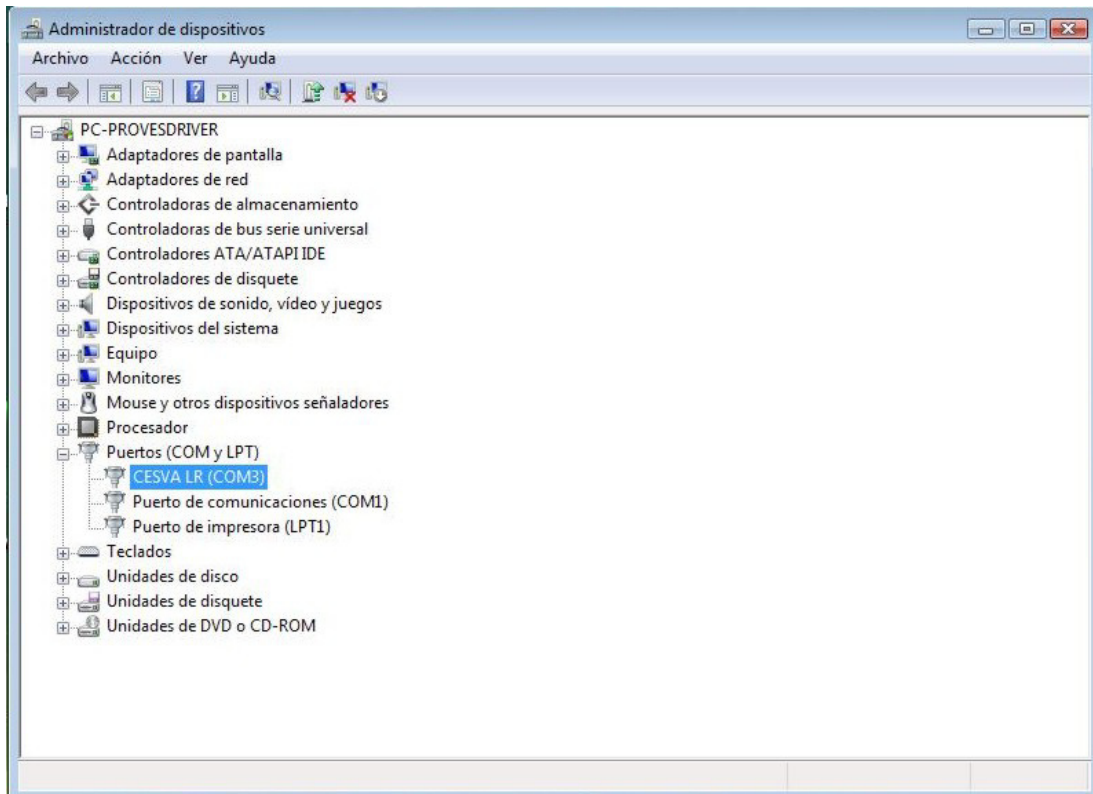 Administrador de dispositivos
Archivo Acción Ver Ayuda
PC-PROVESDRIVER
Adaptadores de pantalla
Adaptadores de red
Controladoras de almacenamiento
Controladoras de bus serie universal
Controladores ATA/ATAPI IDE
Controladores de disquete
Dispositivos de sonido, vídeo y juegos
Dispositivos del sistema
Equipo
Monitores
Mouse y otros dispositivos señaladores
Procesador
Puertos (COM y LPT)
CESVA LR (COM3)
Puerto de comunicaciones (COM1)
Puerto de impresora (LPT1)
Teclados
Unidades de disco
Unidades de disquete
Unidades de DVD o CD-ROM